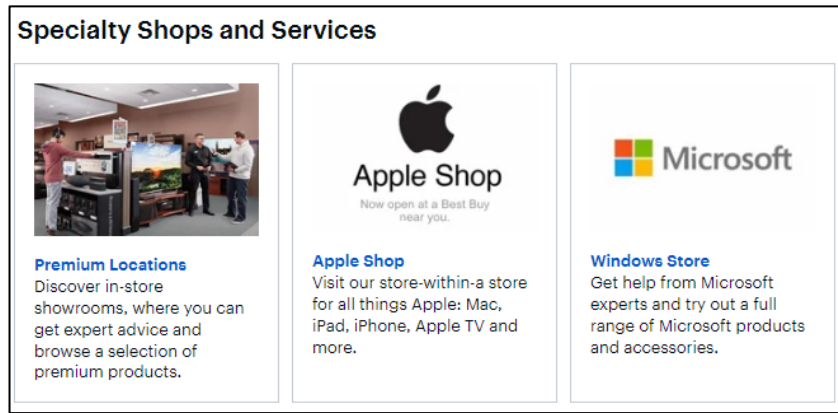 Specialty Shops and Services
Premium Locations
Discover in-store
showrooms, where you can
get expert advice and
browse a selection of
premium products.
Apple Shop
Now open at a Best Buy
near you.
Apple Shop
Visit our store-within-a store
for all things Apple: Mac,
iPad, iPhone, Apple TV and
more.
Microsoft
Windows Store
Get help from Microsoft
experts and try out a full
range of Microsoft products
and accessories.